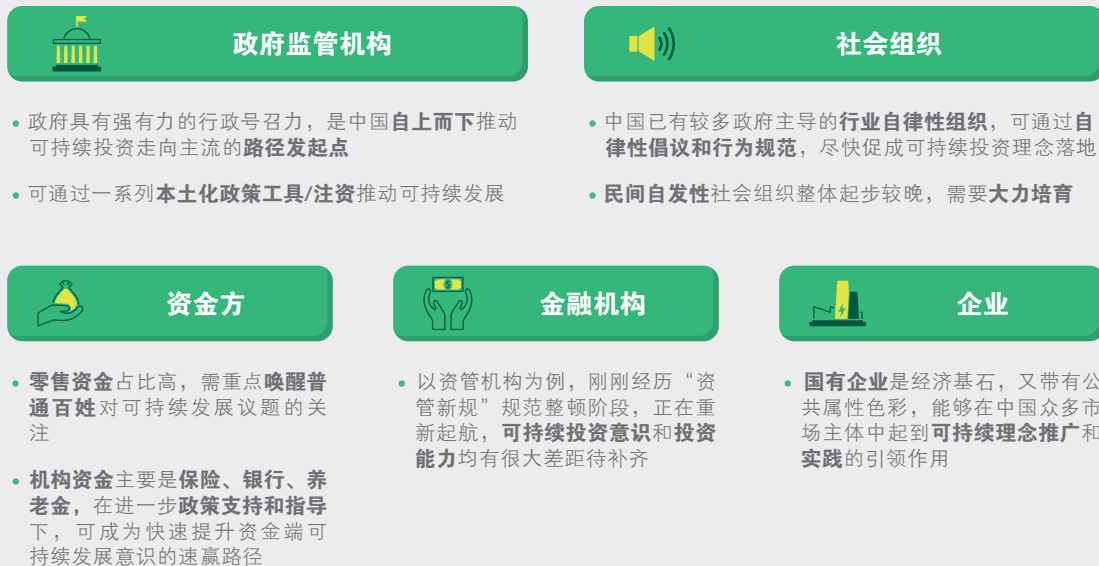 政府监管机构
• 政府具有强有力的行政号召力，是中国自上而下推动
可持续投资走向主流的路径发起点
• 可通过一系列本土化政策工具/注资推动可持续发展
社会组织
• 中国已有较多政府主导的行业自律性组织，可通过自
律性倡议和行为规范，尽快促成可持续投资理念落地
• 民间自发性社会组织整体起步较晚，需要大力培育
资金方
• 零售资金占比高，需重点唤醒普
通百姓对可持续发展议题的关
注
• 机构资金主要是保险、银行、养
老金，在进一步政策支持和指导
下，可成为快速提升资金端可
持续发展意识的速赢路径
金融机构
• 以资管机构为例，刚刚经历“资
管新规”规范整顿阶段，正在重
新起航，可持续投资意识和投资
能力均有很大差距待补齐
企业
• 国有企业是经济基石，又带有公
共属性色彩，能够在中国众多市
场主体中起到可持续理念推广和
实践的引领作用